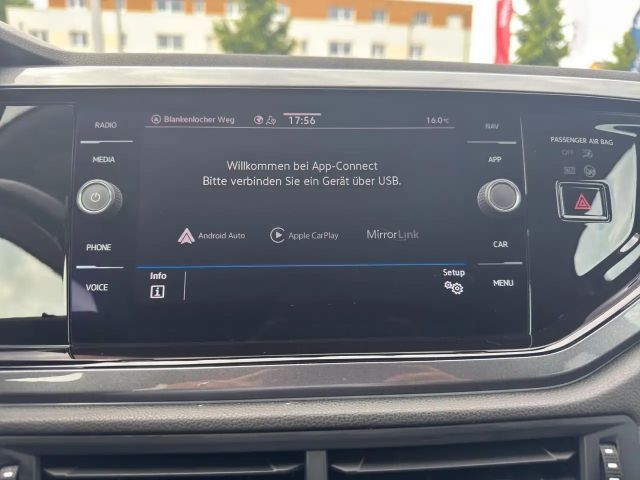 Blankenlocher Weg 17:56 16.0°C
RADIO
MEDIA
PHONE
VOICE
Willkommen bei App-Connect
Bitte verbinden Sie ein Gerät über USB.
Android Auto Apple CarPlay MirrorLink
Info Setup
NAV
APP
CAR
MENU
PASSENGER AIR BAG
OFF